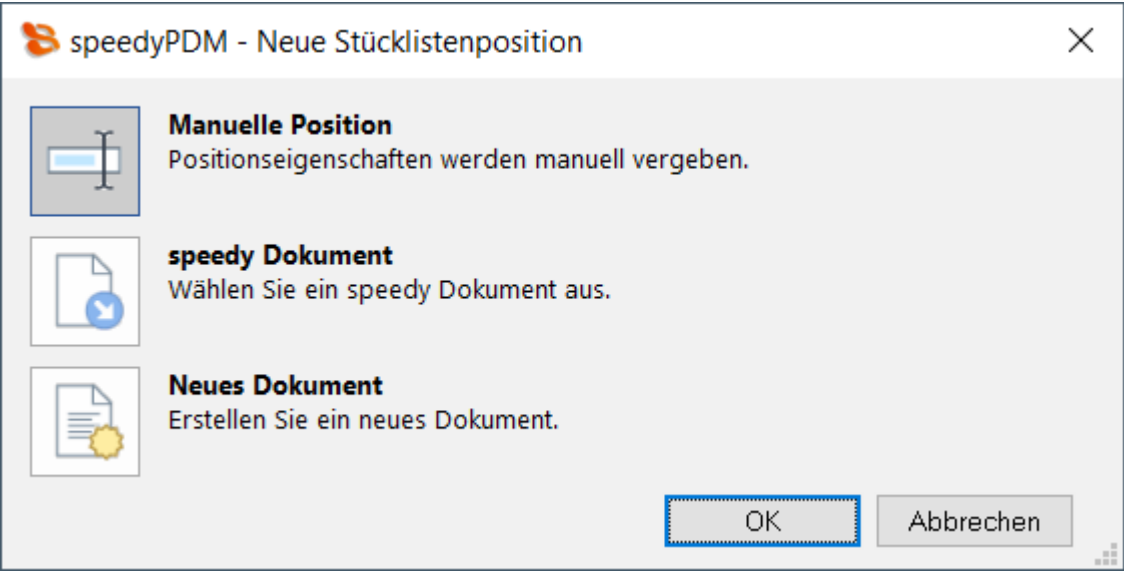 speedyPDM - Neue Stücklistenposition
Manuelle Position
Positionseigenschaften werden manuell vergeben.
speedy Dokument
Wählen Sie ein speedy Dokument aus.
Neues Dokument
Erstellen Sie ein neues Dokument.
OK Abbrechen